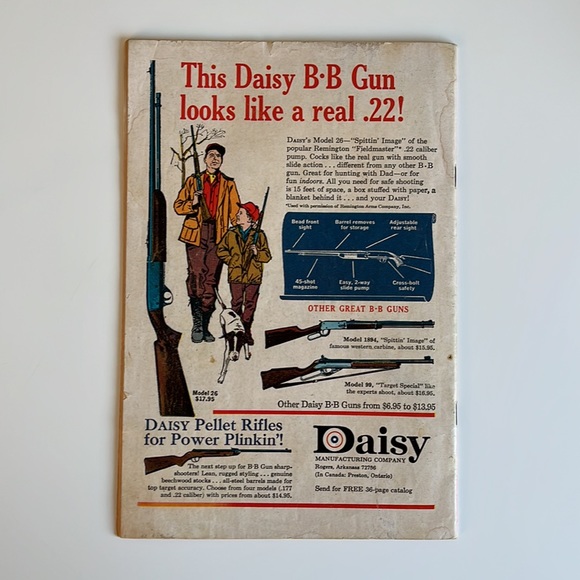 This Daisy B·B Gun
looks like a real .22!
DAISY's Model 26—"Spittin' Image" of the
popular Remington "Fieldmaster"* .22 caliber
pump. Cocks like the real gun with smooth
slide action . . . different from any other B·B
gun. Great for hunting with Dad—or for
fun indoors. All you need for safe shooting
is 15 feet of space, a box stuffed with paper, a
blanket behind it . . . and your DAISY!
*Used with permission of Remington Arms Company, Inc.
Bead front
sight
Barrel removes
for storage
Adjustable
rear sight
45-shot
magazine
Easy, 2-way
slide pump
Cross-bolt
safety
OTHER GREAT B·B GUNS
Model 1894, "Spittin' Image" of
famous western carbine, about $15.95.
Model 99, "Target Special" like
the experts shoot, about $16.95.
Model 26
$17.95
Other Daisy B·B Guns from $6.95 to $13.95
DAISY Pellet Rifles
for Power Plinkin'!
The next step up for B·B Gun sharp-
shooters! Lean, rugged styling . . . genuine
beechwood stocks . . . all-steel barrels made for
top target accuracy. Choose from four models (.177
and .22 caliber) with prices from about $14.95.
Daisy
MANUFACTURING COMPANY
Rogers, Arkansas 72756
(In Canada: Preston, Ontario)
Send for FREE 36-page catalog